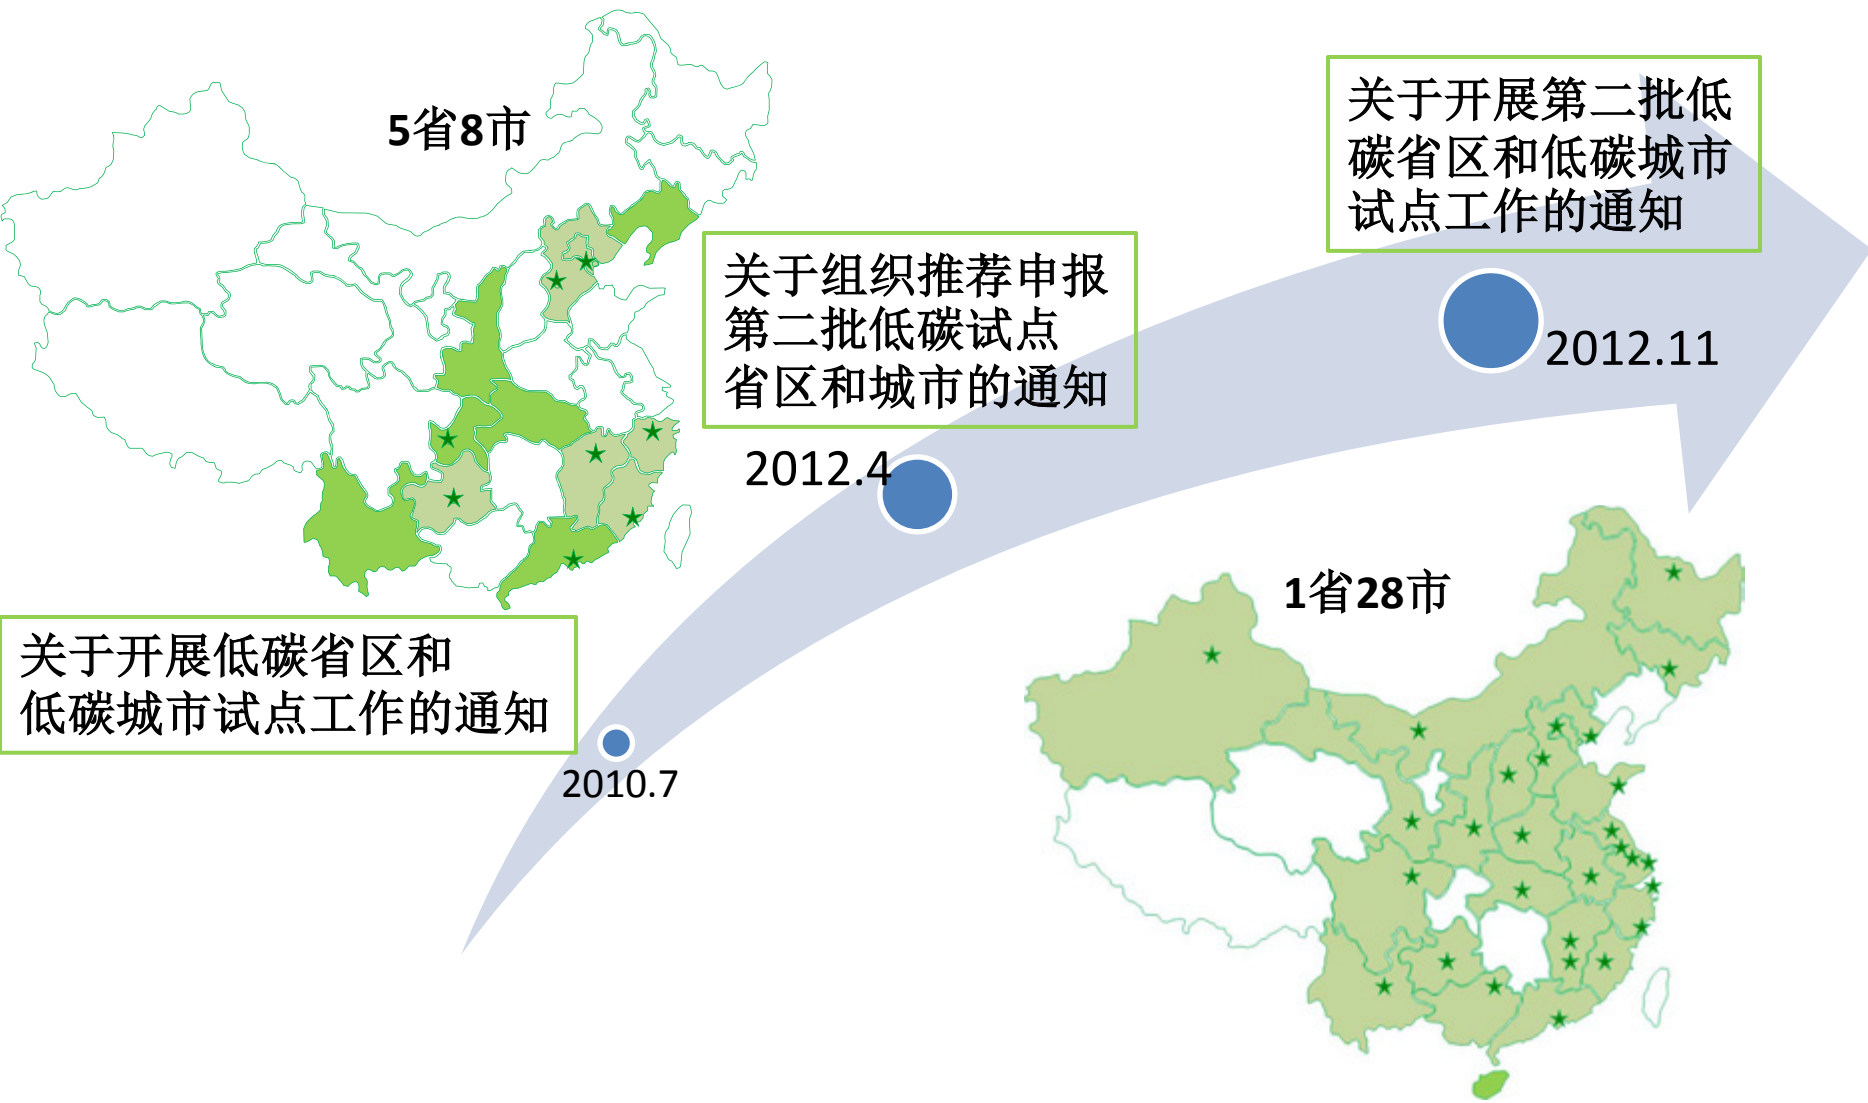 5省8市
关于开展低碳省区和
低碳城市试点工作的通知
2010.7
关于组织推荐申报
第二批低碳试点
省区和城市的通知
2012.4
关于开展第二批低
碳省区和低碳城市
试点工作的通知
2012.11
1省28市